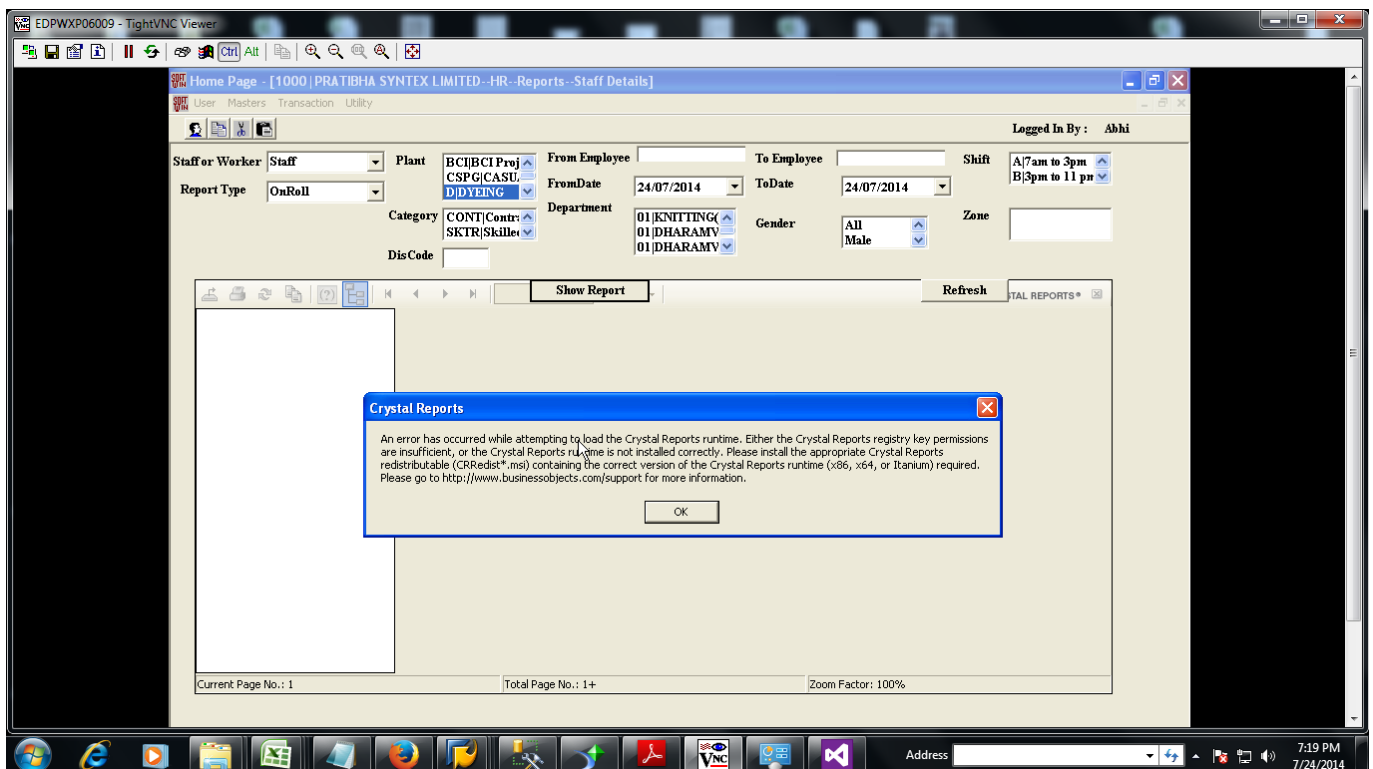 EDPWXP06009 - TightVNC Viewer
Ctrl Alt
Home Page - [1000 | PRATIBHA SYNTEX LIMITED--HR--Reports--Staff Details]
User Masters Transaction Utility
Logged In By : Abhi
Staff or Worker Staff Plant BCI|BCI Proj From Employee To Employee Shift A|7am to 3pm
CSPG|CASU. B|3pm to 11 pm
Report Type OnRoll D|DYEING FromDate 24/07/2014 ToDate 24/07/2014
Category CONT|Contr: Department 01|KNITTING( Gender All Zone
SKTR|Skille 01|DHARAMV Male
01|DHARAMV
DisCode
Show Report Refresh TAL REPORTS®
Crystal Reports
An error has occurred while attempting to load the Crystal Reports runtime. Either the Crystal Reports registry key permissions
are insufficient, or the Crystal Reports runtime is not installed correctly. Please install the appropriate Crystal Reports
redistributable (CRRedist*.msi) containing the correct version of the Crystal Reports runtime (x86, x64, or Itanium) required.
Please go to http://www.businessobjects.com/support for more information.
OK
Current Page No.: 1 Total Page No.: 1+ Zoom Factor: 100%
VNC
Address
7:19 PM
7/24/2014